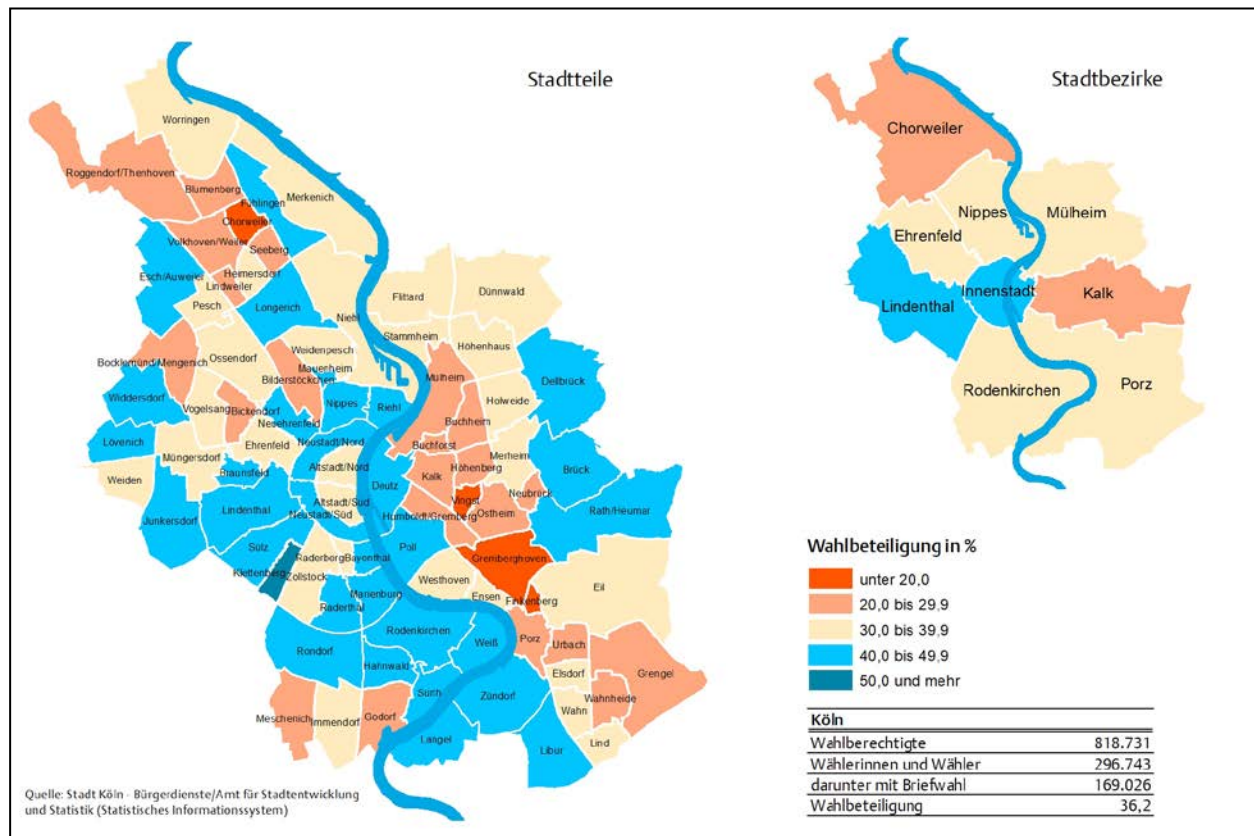 Stadtteile
Worringen
Roggendorf/Thenhoven
Blumenberg
Fühlingen
Merkenich
Chorweiler
Volkhoven/Weiler
Seeberg
Esch/Auweiler
Heimersdorf
Lindweiler
Pesch
Longerich
Niehl
Flittard
Dünnwald
Stammheim
Höhenhaus
Ossendorf
Weidenpesch
Bocklemünd/Mengenich
Mauenheim
Bilderstöckchen
Mülheim
Dellbrück
Widdersdorf
Nippes
Riehl
Holweide
Vogelsang
Bickendorf
Neuehrenfeld
Buchheim
Lövenich
Ehrenfeld
Neustadt/Nord
Buchforst
Müngersdorf
Merheim
Höhenberg
Altstadt/Nord
Brück
Weiden
Braunsfeld
Kalk
Deutz
Neubrück
Vingst
Altstadt/Süd
Lindenthal
Neustadt/Süd
Humboldt/Gremberg
Ostheim
Rath/Heumar
Junkersdorf
Sülz
Poll
Raderberg
Bayenthal
Gremberghoven
Klettenberg
Zollstock
Westhoven
Eil
Marienburg
Ensen
Finkenberg
Raderthal
Rodenkirchen
Weiß
Porz
Urbach
Rondorf
Hahnwald
Elsdorf
Grengel
Sürth
Zündorf
Wahnheide
Meschenich
Immendorf
Godorf
Wahn
Langel
Libur
Lind
Quelle: Stadt Köln - Bürgerdienste/Amt für Stadtentwicklung
und Statistik (Statistisches Informationssystem)
Stadtbezirke
Chorweiler
Nippes
Mülheim
Ehrenfeld
Innenstadt
Kalk
Lindenthal
Rodenkirchen
Porz
Wahlbeteiligung in %
unter 20,0
20,0 bis 29,9
30,0 bis 39,9
40,0 bis 49,9
50,0 und mehr
Köln
Wahlberechtigte 818.731
Wählerinnen und Wähler 296.743
darunter mit Briefwahl 169.026
Wahlbeteiligung 36,2